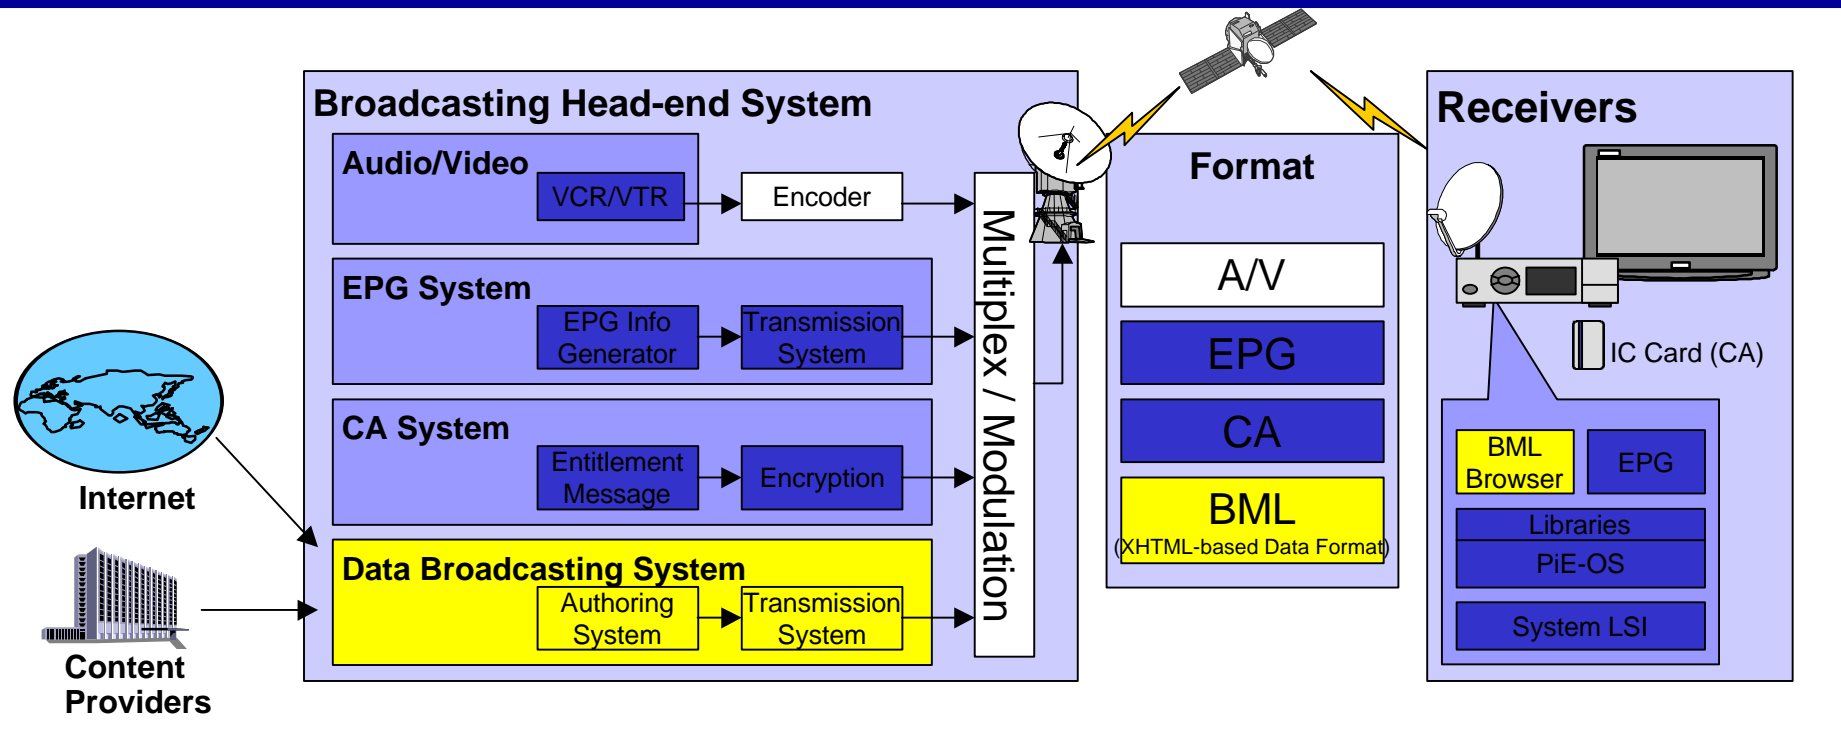 Broadcasting Head-end System
Audio/Video
VCR/VTR
Encoder
EPG System
EPG Info
Generator
Transmission
System
CA System
Entitlement
Message
Encryption
Data Broadcasting System
Authoring
System
Transmission
System
Multiplex / Modulation
Internet
Content
Providers
Format
A/V
EPG
CA
BML
(XHTML-based Data Format)
Receivers
IC Card (CA)
BML
Browser
EPG
Libraries
PiE-OS
System LSI